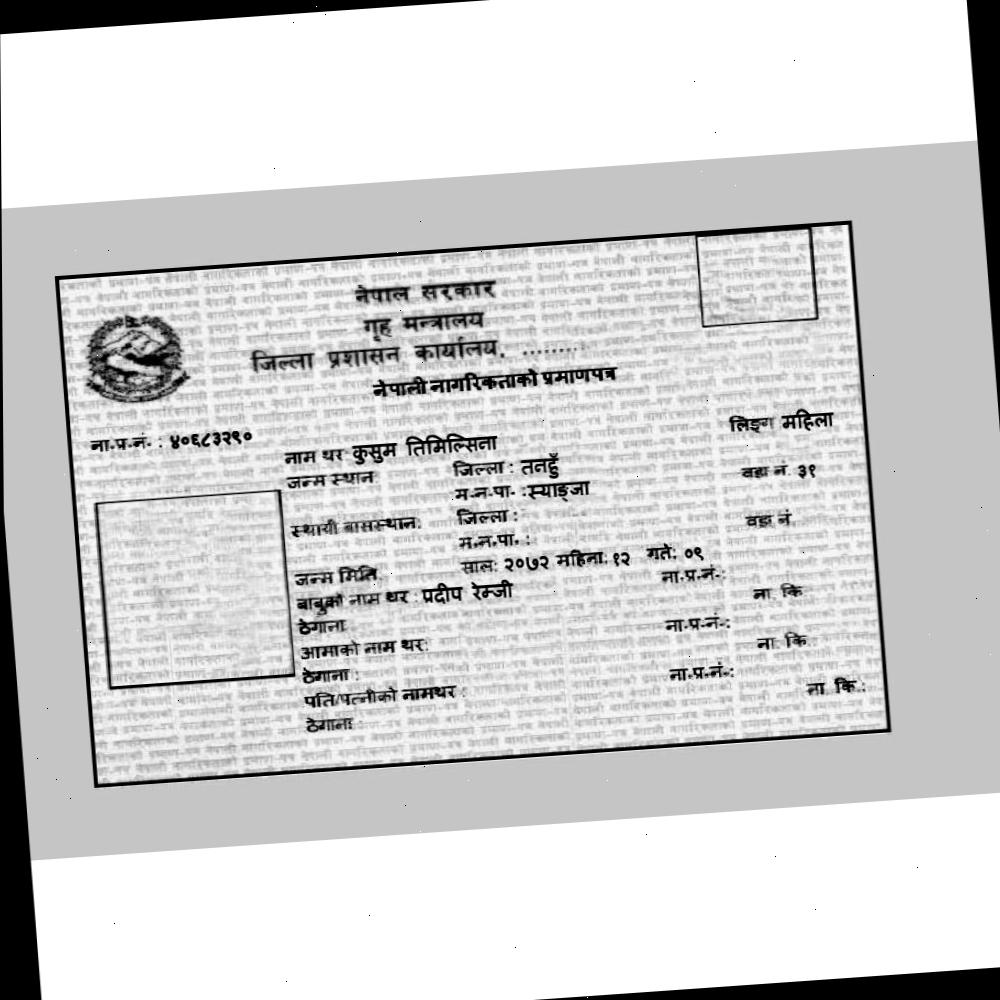 नेपाल सरकार
गृह मन्त्रालय
जिल्ला प्रशासन कार्यालय, ..........
नेपाली नागरिकताको प्रमाणपत्र
ना.प्र.नं. : ४०६८३२९०
नाम थर: कुसुम तिमिल्सिना लिङ्ग महिला
जन्म स्थान: जिल्ला : तनहुँ वडा नं. ३१
म.न.पा. : स्याङ्जा
स्थायी बासस्थान: जिल्ला : वडा नं
म.न.पा. :
जन्म मिति: साल: २०७२ महिना: १२ गते: ०९
बाबुको नाम थर : प्रदीप रेग्जी ना.प्र.नं.:
ठेगाना ना. कि
आमाको नाम थर: ना.प्र.नं.:
ठेगाना : ना. कि.
पति/पत्नीको नामथर : ना.प्र.नं.:
ठेगाना: ना. कि.: